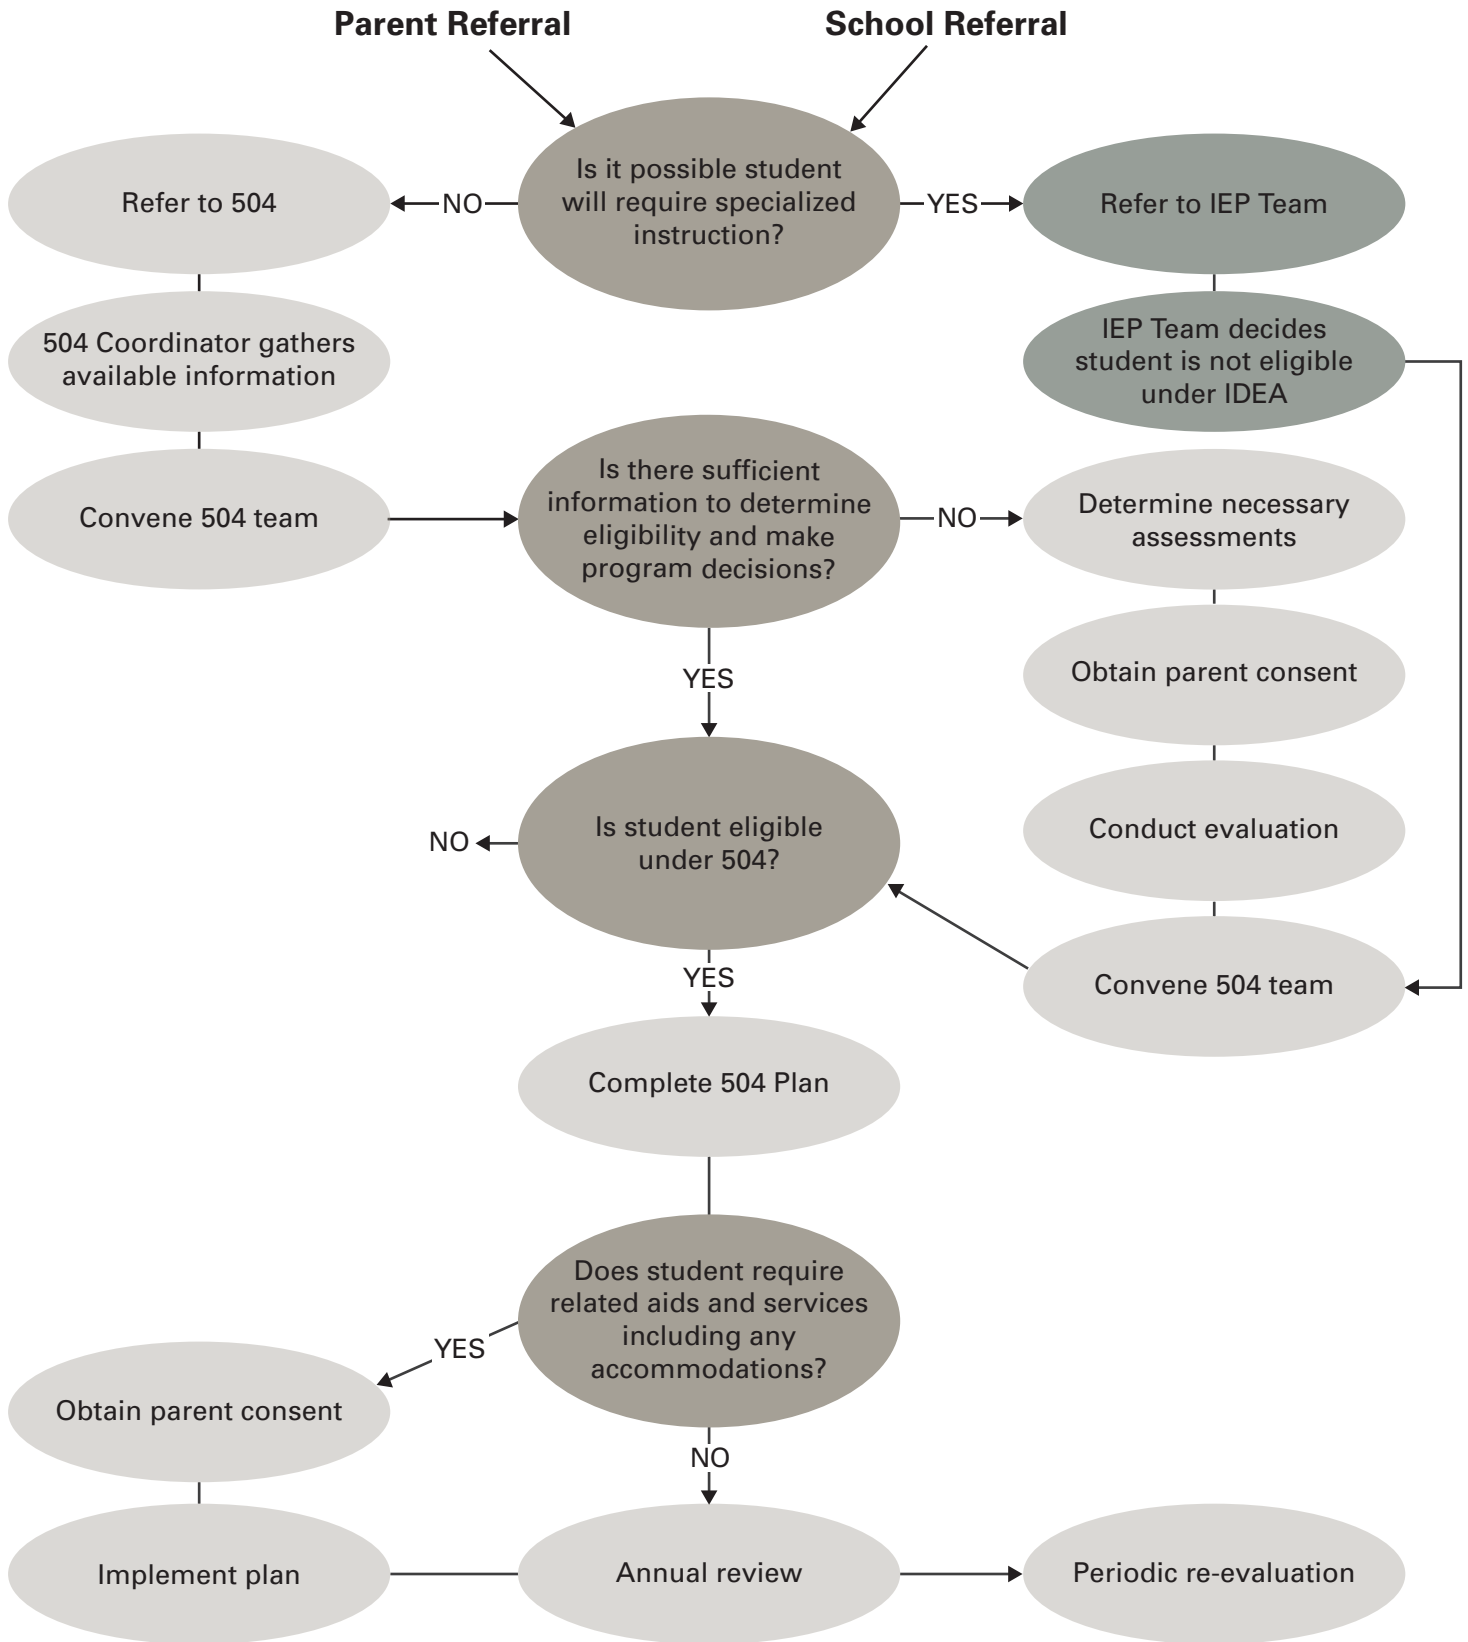 Parent Referral
School Referral
Is it possible student
will require specialized
instruction?
NO
YES
Refer to 504
Refer to IEP Team
504 Coordinator gathers
available information
IEP Team decides
student is not eligible
under IDEA
Convene 504 team
Is there sufficient
information to determine
eligibility and make
program decisions?
NO
Determine necessary
assessments
YES
Obtain parent consent
Conduct evaluation
Is student eligible
under 504?
NO
YES
Convene 504 team
Complete 504 Plan
Does student require
related aids and services
including any
accommodations?
YES
Obtain parent consent
NO
Implement plan
Annual review
Periodic re-evaluation